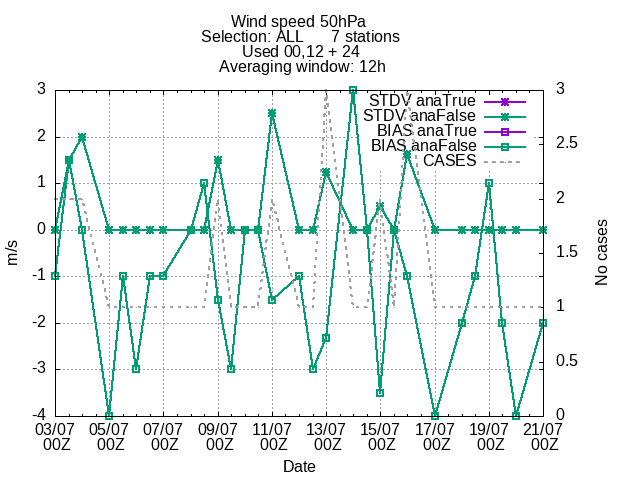 Wind speed 50hPa
Selection: ALL 7 stations
Used 00,12 + 24
Averaging window: 12h
3
2
1
0
-1
-2
-3
-4
m/s
3
2.5
2
1.5
1
0.5
0
No cases
STDV anaTrue
STDV anaFalse
BIAS anaTrue
BIAS anaFalse
CASES
03/07 05/07 07/07 09/07 11/07 13/07 15/07 17/07 19/07 21/07
00Z 00Z 00Z 00Z 00Z 00Z 00Z 00Z 00Z 00Z
Date